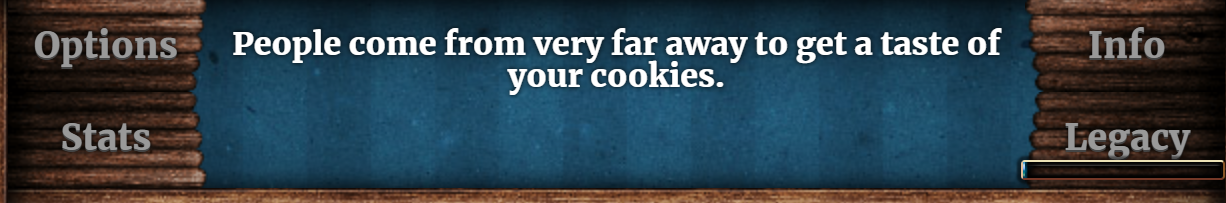 Options
Stats
People come from very far away to get a taste of
your cookies.
Info
Legacy